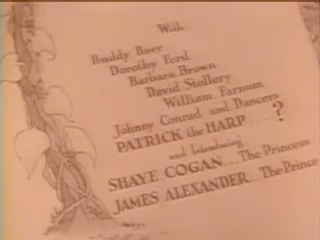 With
Buddy Baer
Dorothy Ford
Barbara Brown
David Stollery
William Farnum
Johnny Conrad and Dancers
PATRICK the HARP ......?
and Introducing
SHAYE COGAN .... The Princess
JAMES ALEXANDER... The Prince